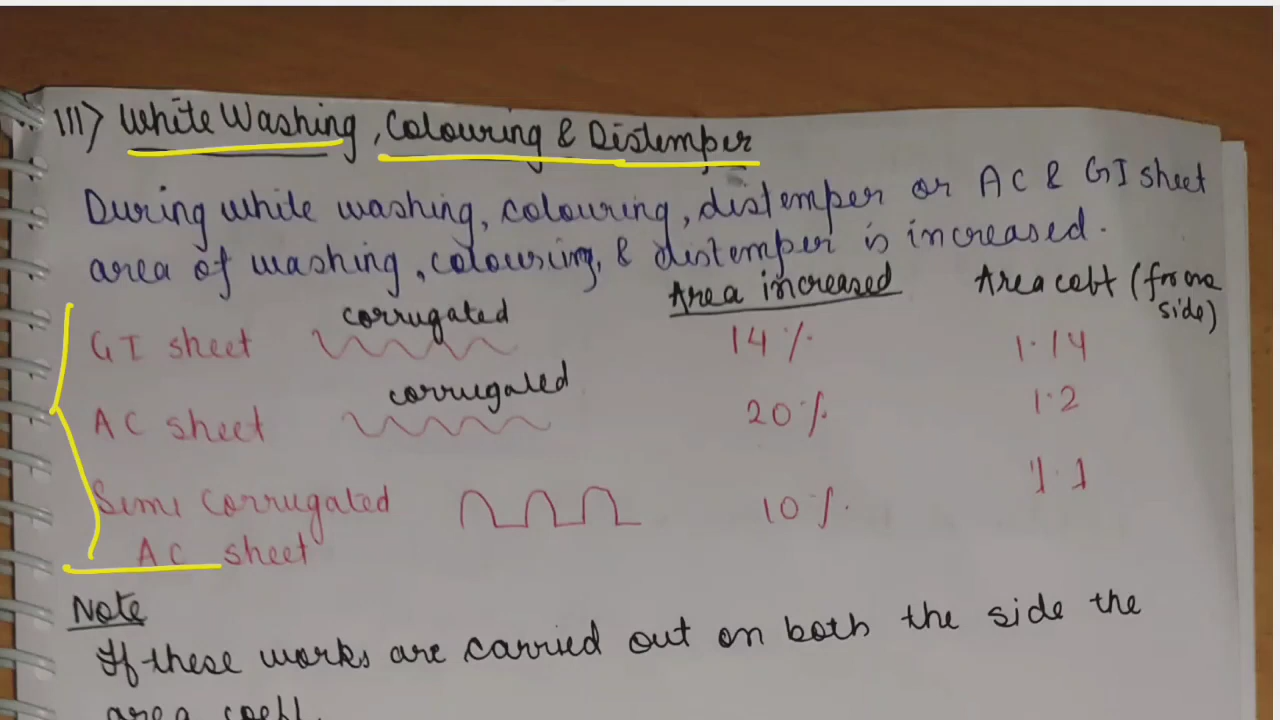 III) White Washing, Colouring & Distemper
During white washing, colouring, distemper or AC & GI sheet
area of washing, colouring, & distemper is increased.
Area increased Area coeft (for one side)
GI sheet corrugated 14% 1.14
AC sheet corrugated 20% 1.2
Semi Corrugated 10% 1.1
AC sheet
Note
If these works are carried out on both the side the
area coeff.